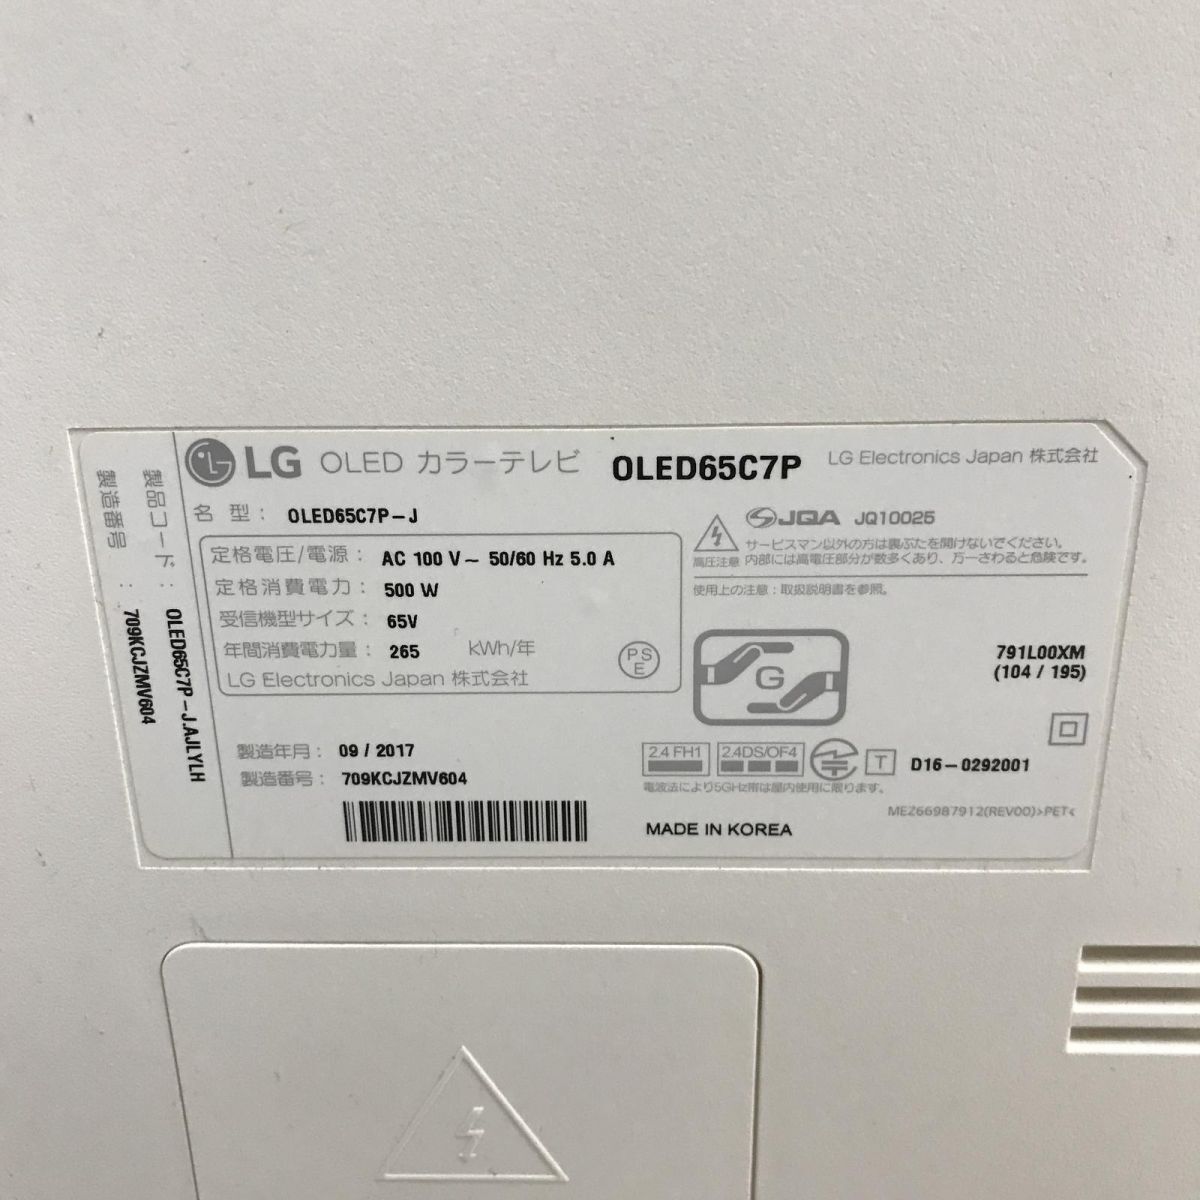 LG OLED カラーテレビ OLED65C7P LG Electronics Japan 株式会社
名 型 : OLED65C7P-J
定格電圧/電源 : AC 100 V~ 50/60 Hz 5.0 A
定格消費電力 : 500 W
受信機型サイズ : 65V
年間消費電力量 : 265 kWh/年
LG Electronics Japan 株式会社
PS
E
製造年月 : 09 / 2017
製造番号 : 709KCJZMV604
JQA JQ10025
高圧注意
サービスマン以外の方は裏ぶたを開けないでください。
内部には高電圧部分が数多くあり、万一さわると危険です。
使用上の注意 : 取扱説明書を参照。
G
791L00XM
(104 / 195)
2.4 FH1 2.4DS/OF4 T D16-0292001
電波法により5GHz帯は屋内使用に限ります。
MEZ66987912(REV00)>PET<
MADE IN KOREA
製品コード : OLED65C7P-J.AJLYLH
製造番号 : 709KCJZMV604